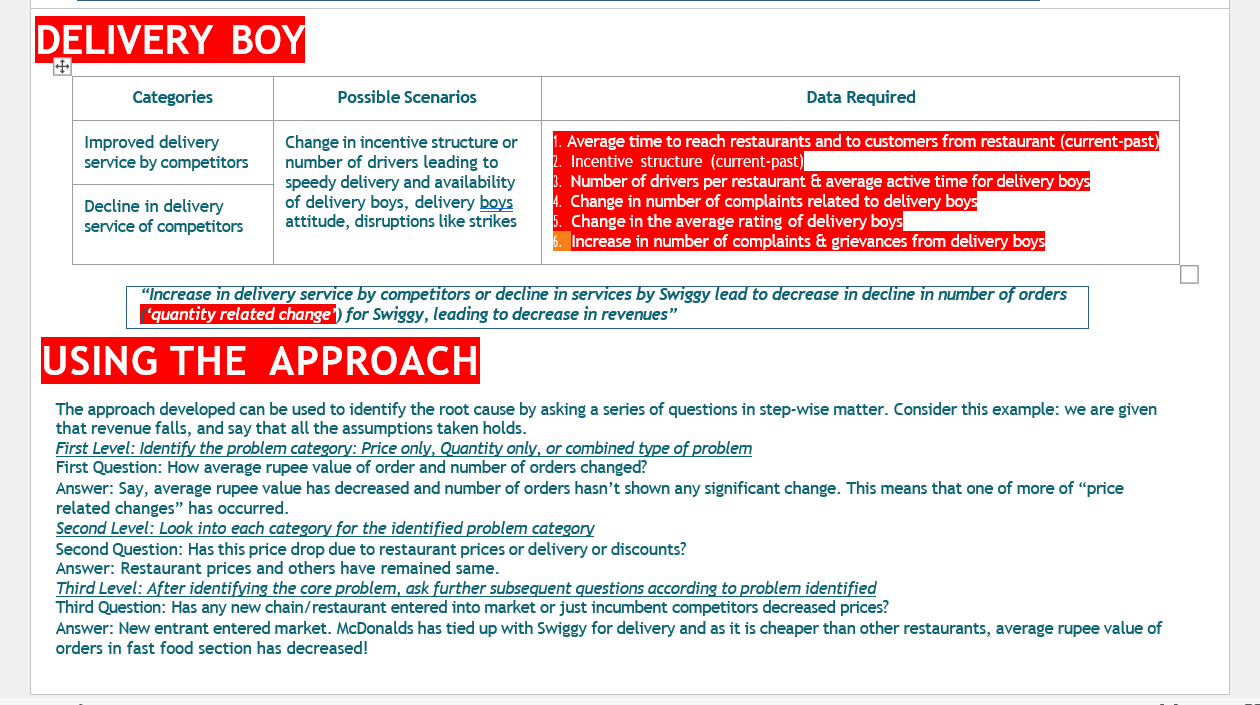 DELIVERY BOY
Categories
Possible Scenarios
Data Required
Improved delivery
service by competitors
Decline in delivery
service of competitors
Change in incentive structure or
number of drivers leading to
speedy delivery and availability
of delivery boys, delivery boys
attitude, disruptions like strikes
1. Average time to reach restaurants and to customers from restaurant (current-past)
2. Incentive structure (current-past)
3. Number of drivers per restaurant & average active time for delivery boys
4. Change in number of complaints related to delivery boys
5. Change in the average rating of delivery boys
6. Increase in number of complaints & grievances from delivery boys
“Increase in delivery service by competitors or decline in services by Swiggy lead to decrease in decline in number of orders
(‘quantity related change’) for Swiggy, leading to decrease in revenues”
USING THE APPROACH
The approach developed can be used to identify the root cause by asking a series of questions in step-wise matter. Consider this example: we are given
that revenue falls, and say that all the assumptions taken holds.
First Level: Identify the problem category: Price only, Quantity only, or combined type of problem
First Question: How average rupee value of order and number of orders changed?
Answer: Say, average rupee value has decreased and number of orders hasn’t shown any significant change. This means that one of more of “price
related changes” has occurred.
Second Level: Look into each category for the identified problem category
Second Question: Has this price drop due to restaurant prices or delivery or discounts?
Answer: Restaurant prices and others have remained same.
Third Level: After identifying the core problem, ask further subsequent questions according to problem identified
Third Question: Has any new chain/restaurant entered into market or just incumbent competitors decreased prices?
Answer: New entrant entered market. McDonalds has tied up with Swiggy for delivery and as it is cheaper than other restaurants, average rupee value of
orders in fast food section has decreased!